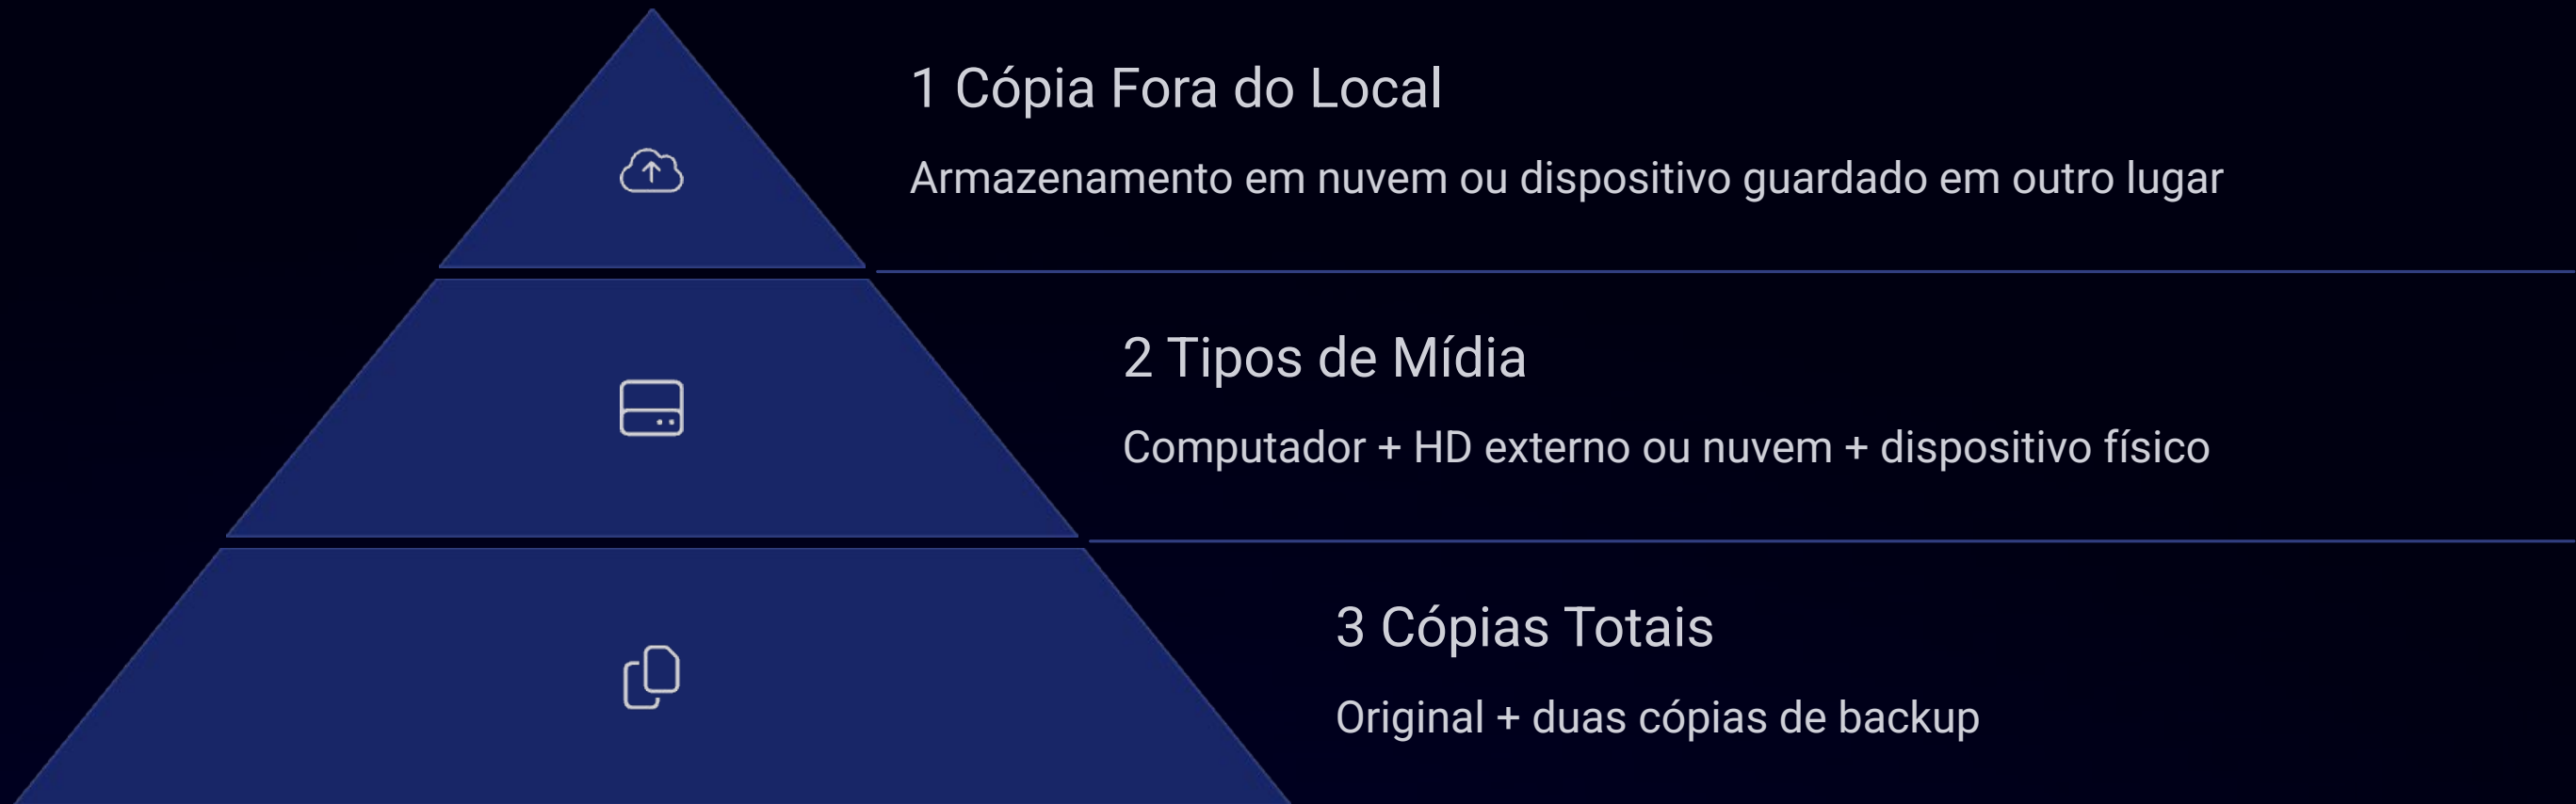 1 Cópia Fora do Local
Armazenamento em nuvem ou dispositivo guardado em outro lugar
2 Tipos de Mídia
Computador + HD externo ou nuvem + dispositivo físico
3 Cópias Totais
Original + duas cópias de backup